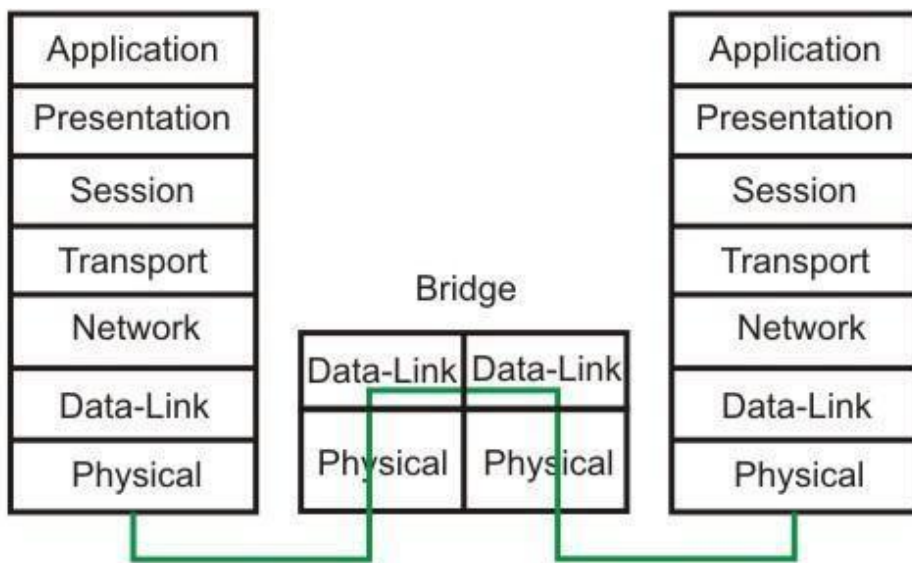 Application
Presentation
Session
Transport
Network
Data-Link
Physical
Bridge
Data-Link Data-Link
Physical Physical
Application
Presentation
Session
Transport
Network
Data-Link
Physical